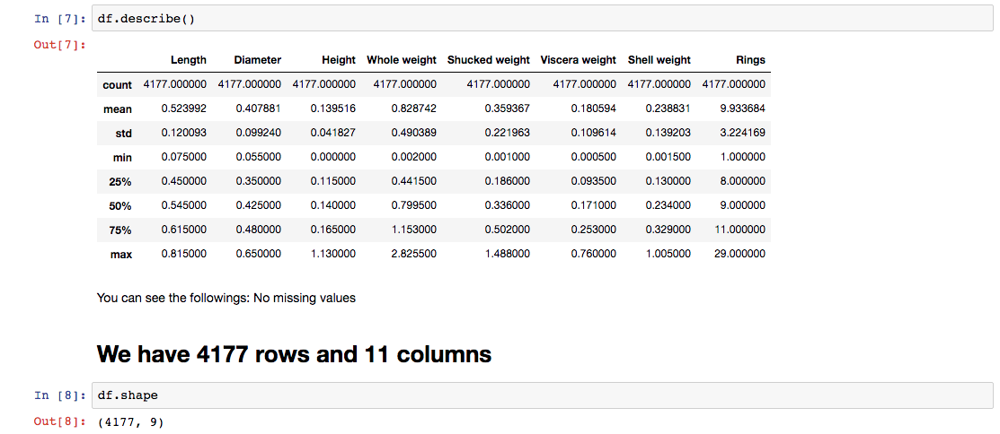 In [7]: df.describe()
Out[7]:
Length Diameter Height Whole weight Shucked weight Viscera weight Shell weight Rings
count 4177.000000 4177.000000 4177.000000 4177.000000 4177.000000 4177.000000 4177.000000 4177.000000
mean 0.523992 0.407881 0.139516 0.828742 0.359367 0.180594 0.238831 9.933684
std 0.120093 0.099240 0.041827 0.490389 0.221963 0.109614 0.139203 3.224169
min 0.075000 0.055000 0.000000 0.002000 0.001000 0.000500 0.001500 1.000000
25% 0.450000 0.350000 0.115000 0.441500 0.186000 0.093500 0.130000 8.000000
50% 0.545000 0.425000 0.140000 0.799500 0.336000 0.171000 0.234000 9.000000
75% 0.615000 0.480000 0.165000 1.153000 0.502000 0.253000 0.329000 11.000000
max 0.815000 0.650000 1.130000 2.825500 1.488000 0.760000 1.005000 29.000000
You can see the followings: No missing values
We have 4177 rows and 11 columns
In [8]: df.shape
Out[8]: (4177, 9)